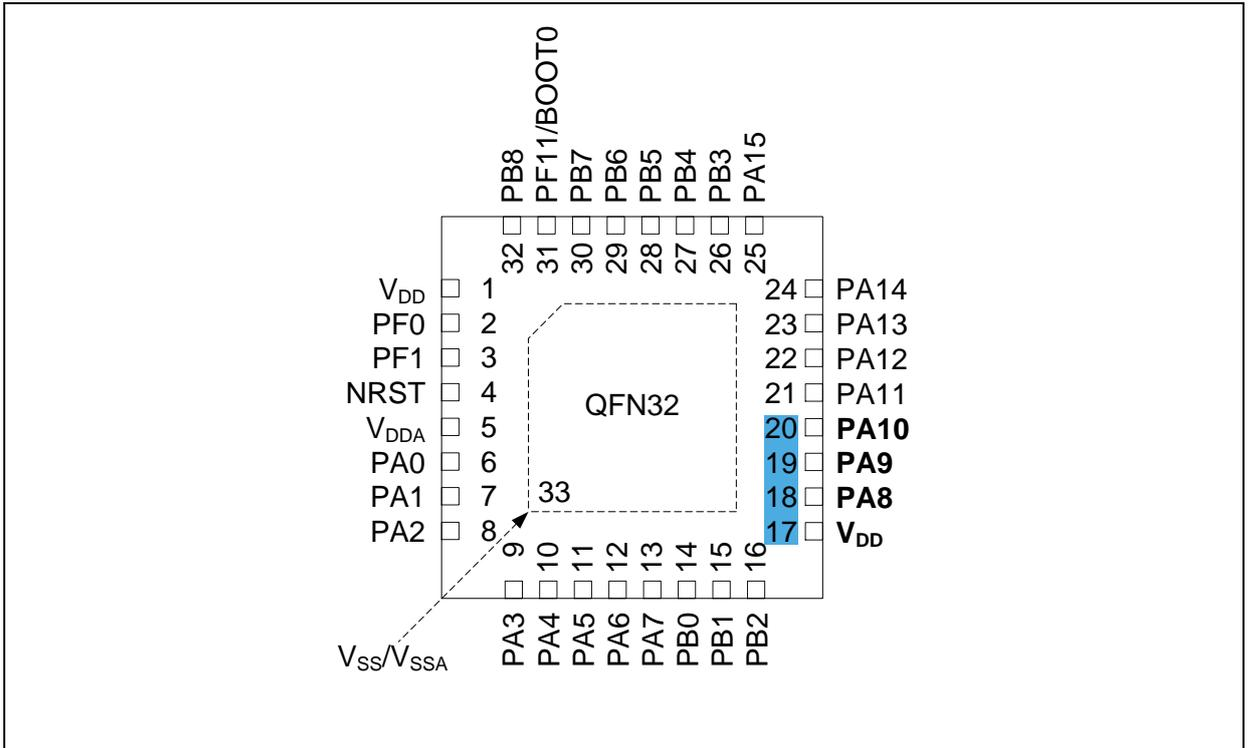 PB8
PF11/BOOT0
PB7
PB6
PB5
PB4
PB3
PA15
32
31
30
29
28
27
26
25
VDD 1
PF0 2
PF1 3
NRST 4
VDDA 5
PA0 6
PA1 7
PA2 8
QFN32
33
24 PA14
23 PA13
22 PA12
21 PA11
20 PA10
19 PA9
18 PA8
17 VDD
9
10
11
12
13
14
15
16
PA3
PA4
PA5
PA6
PA7
PB0
PB1
PB2
VSS/VSSA